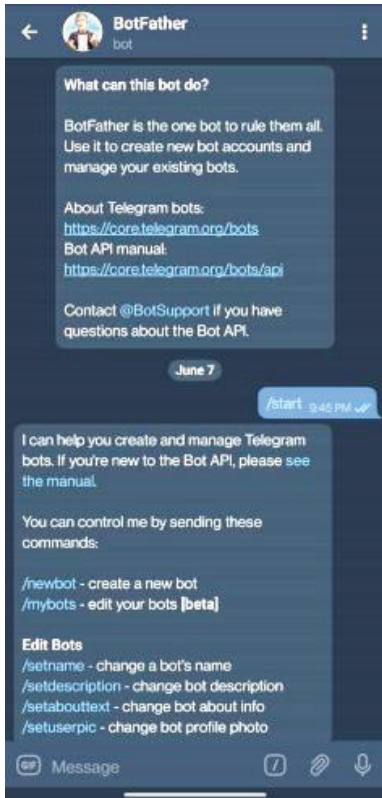 BotFather
bot
What can this bot do?
BotFather is the one bot to rule them all.
Use it to create new bot accounts and
manage your existing bots.
About Telegram bots:
https://core.telegram.org/bots
Bot API manual:
https://core.telegram.org/bots/api
Contact @BotSupport if you have
questions about the Bot API.
June 7
/start 9:45 PM
I can help you create and manage Telegram
bots. If you're new to the Bot API, please see
the manual.
You can control me by sending these
commands:
/newbot - create a new bot
/mybots - edit your bots [beta]
Edit Bots
/setname - change a bot's name
/setdescription - change bot description
/setabouttext - change bot about info
/setuserpic - change bot profile photo
GIF Message